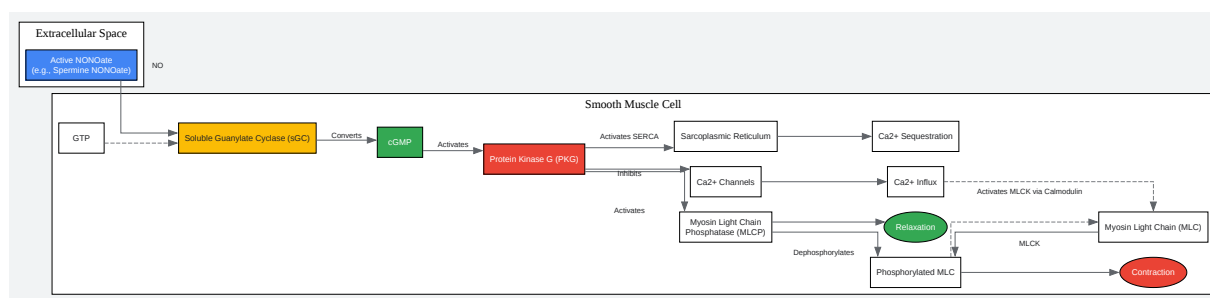 Extracellular Space
Active NONOate
(e.g., Spermine NONOate)
NO
Smooth Muscle Cell
GTP
Soluble Guanylate Cyclase (sGC)
Converts
cGMP
Activates
Protein Kinase G (PKG)
Activates SERCA
Sarcoplasmic Reticulum
Ca2+ Sequestration
Inhibits
Ca2+ Channels
Ca2+ Influx
Activates MLCK via Calmodulin
Activates
Myosin Light Chain
Phosphatase (MLCP)
Relaxation
Myosin Light Chain (MLC)
Dephosphorylates
MLCK
Phosphorylated MLC
Contraction